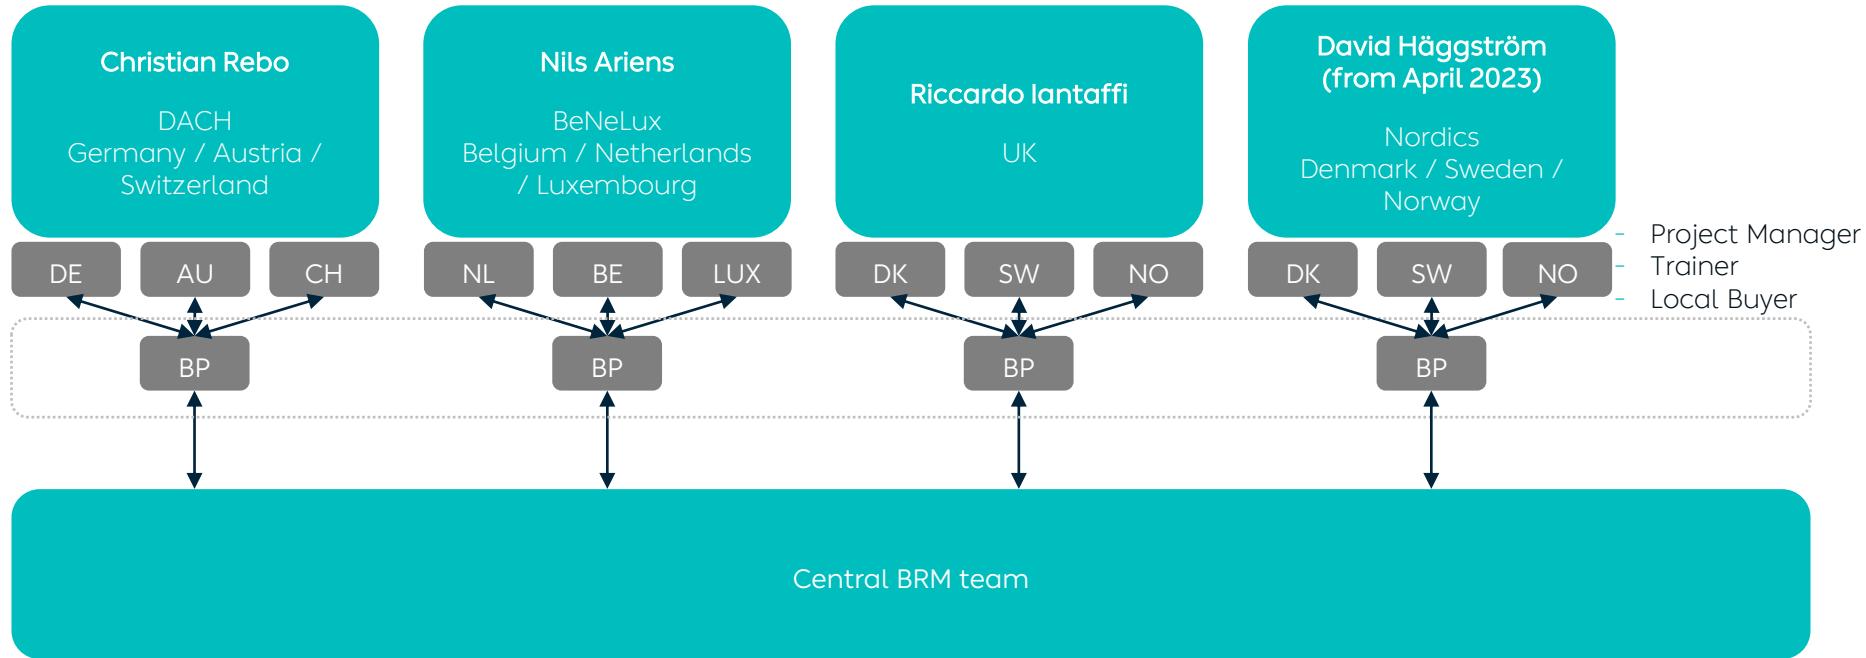 Christian Rebo
DACH
Germany / Austria /
Switzerland
Nils Ariens
BeNeLux
Belgium / Netherlands
/ Luxembourg
Riccardo Iantaffi
UK
David Häggström
(from April 2023)
Nordics
Denmark / Sweden /
Norway
- Project Manager
- Trainer
- Local Buyer
DE AU CH NL BE LUX DK SW NO DK SW NO
BP BP BP BP
Central BRM team